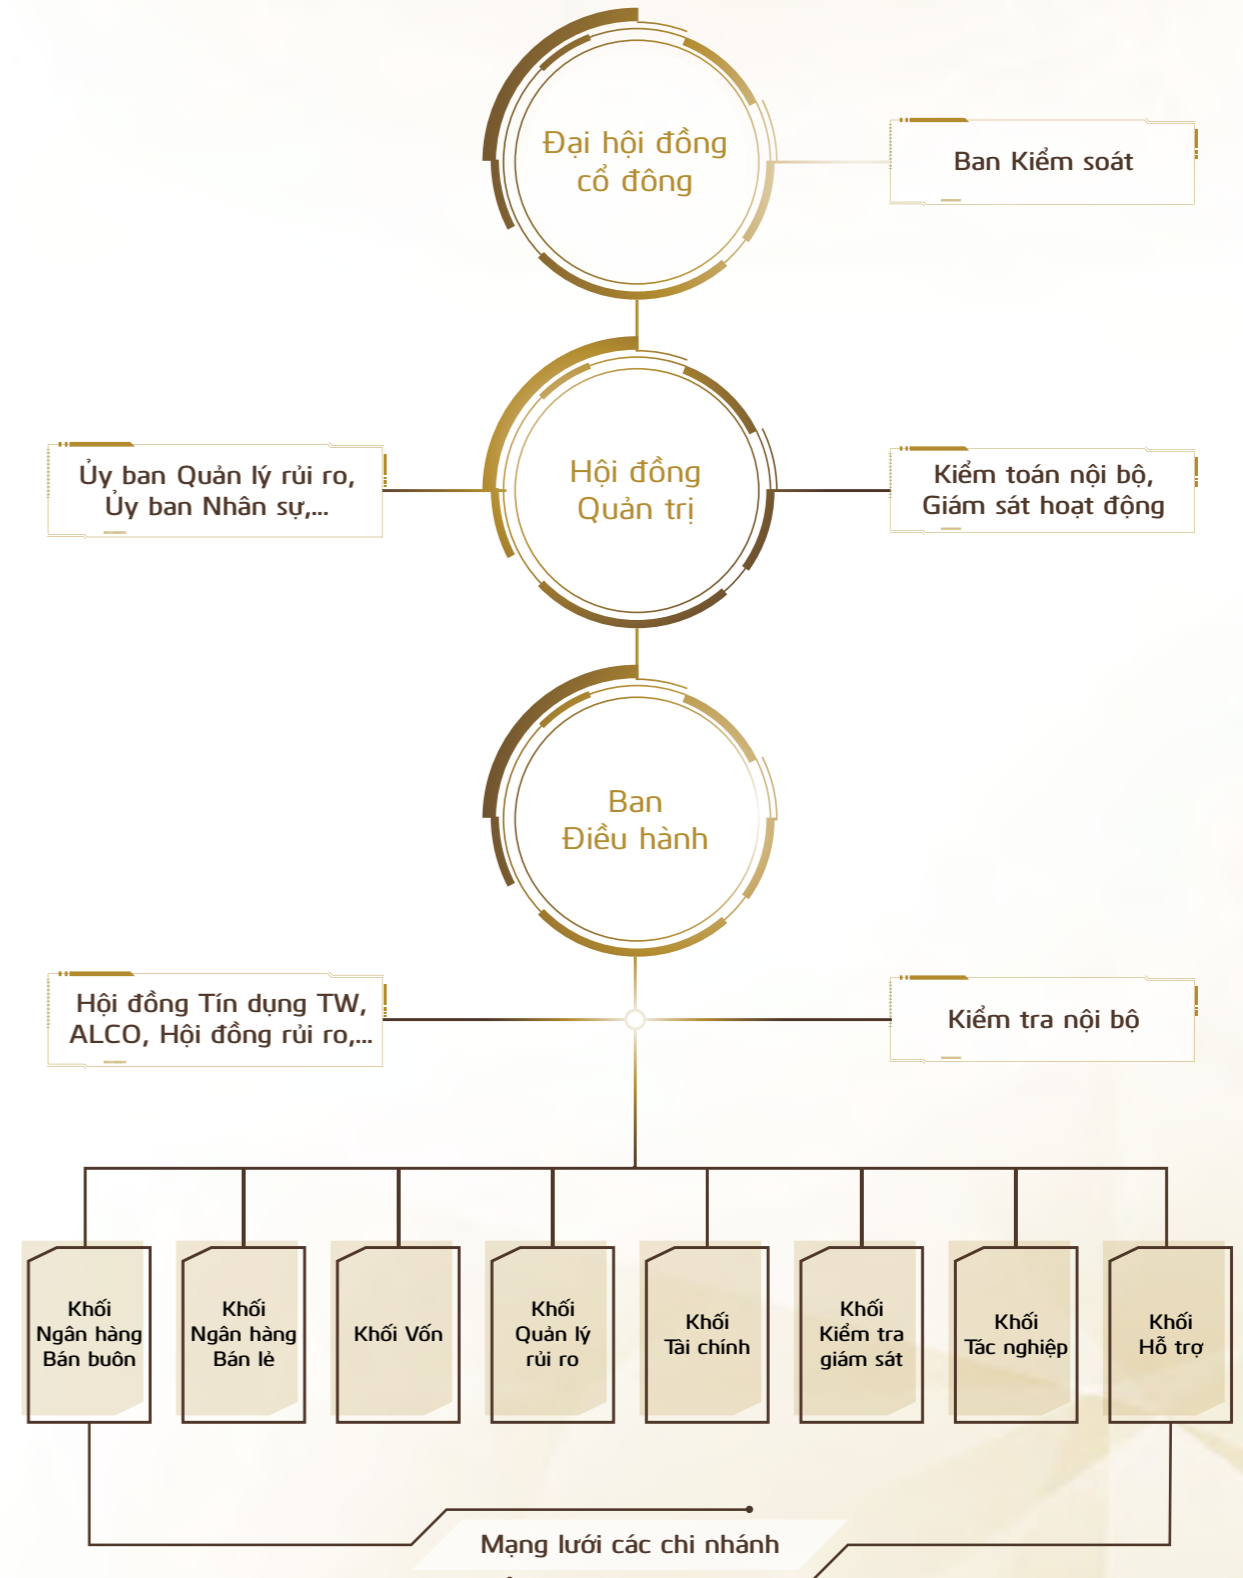 Đại hội đồng
cổ đông
Ban Kiểm soát
Ủy ban Quản lý rủi ro,
Ủy ban Nhân sự,...
Hội đồng
Quản trị
Kiểm toán nội bộ,
Giám sát hoạt động
Ban
Điều hành
Hội đồng Tín dụng TW,
ALCO, Hội đồng rủi ro,...
Kiểm tra nội bộ
Khối
Ngân hàng
Bán buôn
Khối
Ngân hàng
Bán lẻ
Khối Vốn
Khối
Quản lý
rủi ro
Khối
Tài chính
Khối
Kiểm tra
giám sát
Khối
Tác nghiệp
Khối
Hỗ trợ
Mạng lưới các chi nhánh